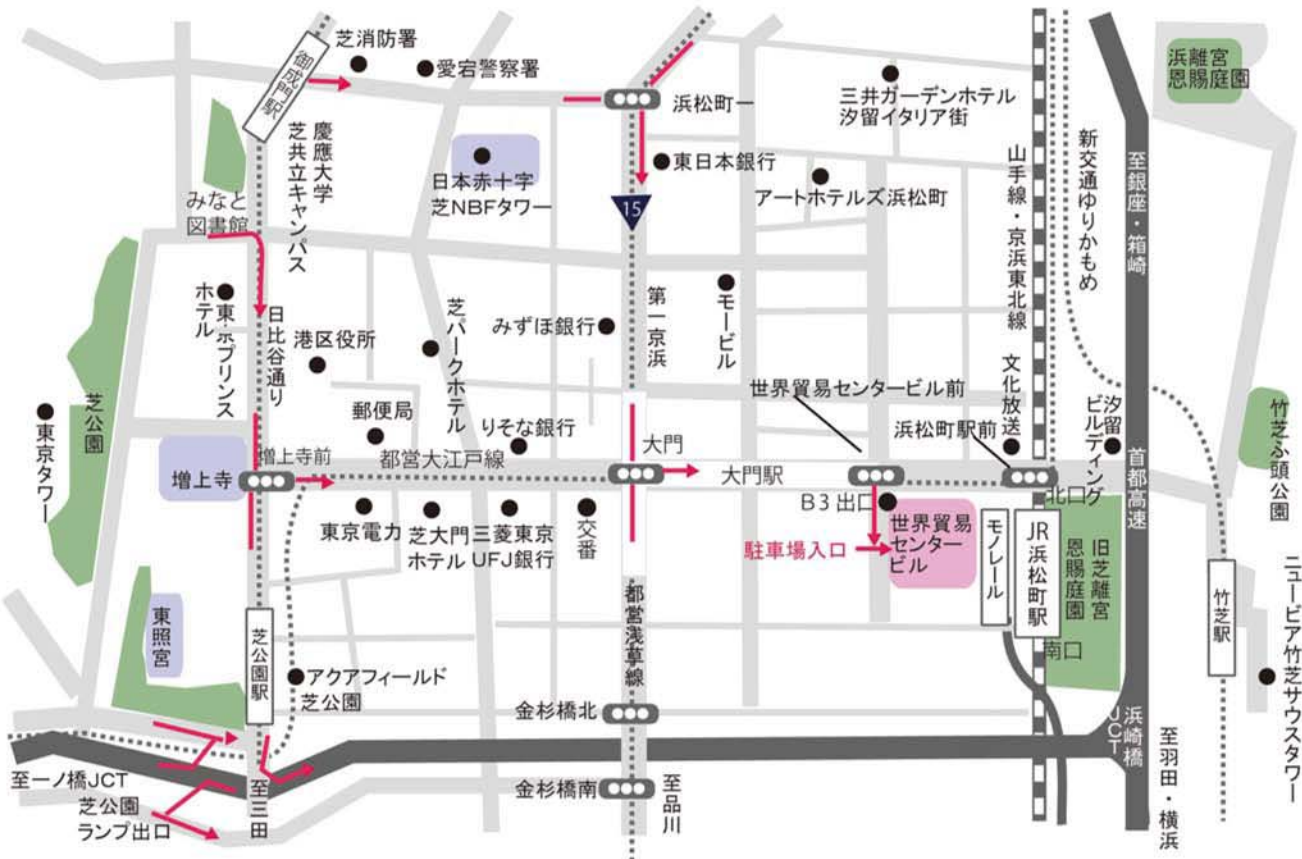 御成門駅
芝消防署
愛宕警察署
浜松町一
三井ガーデンホテル
汐留イタリア街
浜離宮
恩賜庭園
慶應大学
芝共立キャンパス
日本赤十字
芝NBFタワー
東日本銀行
アートホテルズ浜松町
山手線・京浜東北線
新交通ゆりかもめ
至銀座・箱崎
みなと
図書館
15
東京プリンス
ホテル
日比谷通り
港区役所
芝パークホテル
みずほ銀行
第一京浜
モービル
世界貿易センタービル前
文化放送
浜松町駅前
汐留
ビルディング
首都高速
竹芝ふ頭公園
芝公園
東京タワー
郵便局
りそな銀行
大門
増上寺
増上寺前
都営大江戸線
大門駅
北口
東京電力
芝大門
ホテル
三菱東京
UFJ銀行
交番
B3出口
世界貿易
センター
ビル
駐車場入口
モノレール
JR浜松町駅
旧芝離宮
恩賜庭園
南口
竹芝駅
ニューピア竹芝サウスタワー
東照宮
芝公園駅
アクアフィールド
芝公園
都営浅草線
金杉橋北
浜崎橋
JCT
至一ノ橋JCT
芝公園
ランプ出口
至三田
金杉橋南
至品川
至羽田・横浜